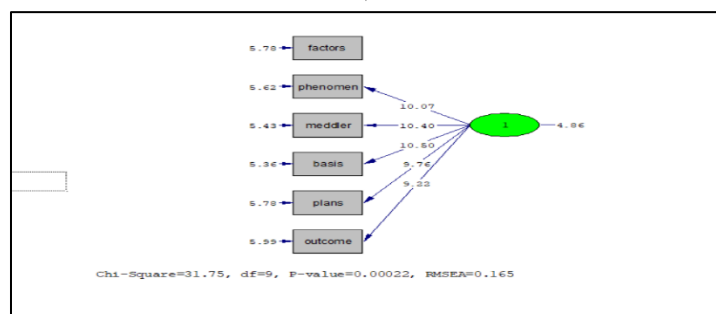 5.78 factors
5.62 phenomen
10.07
5.43 meddler 10.40 1 4.86
10.50
5.36 basis 9.76
9.22
5.78 plans
5.99 outcome
Chi-Square=31.75, df=9, P-value=0.00022, RMSEA=0.165